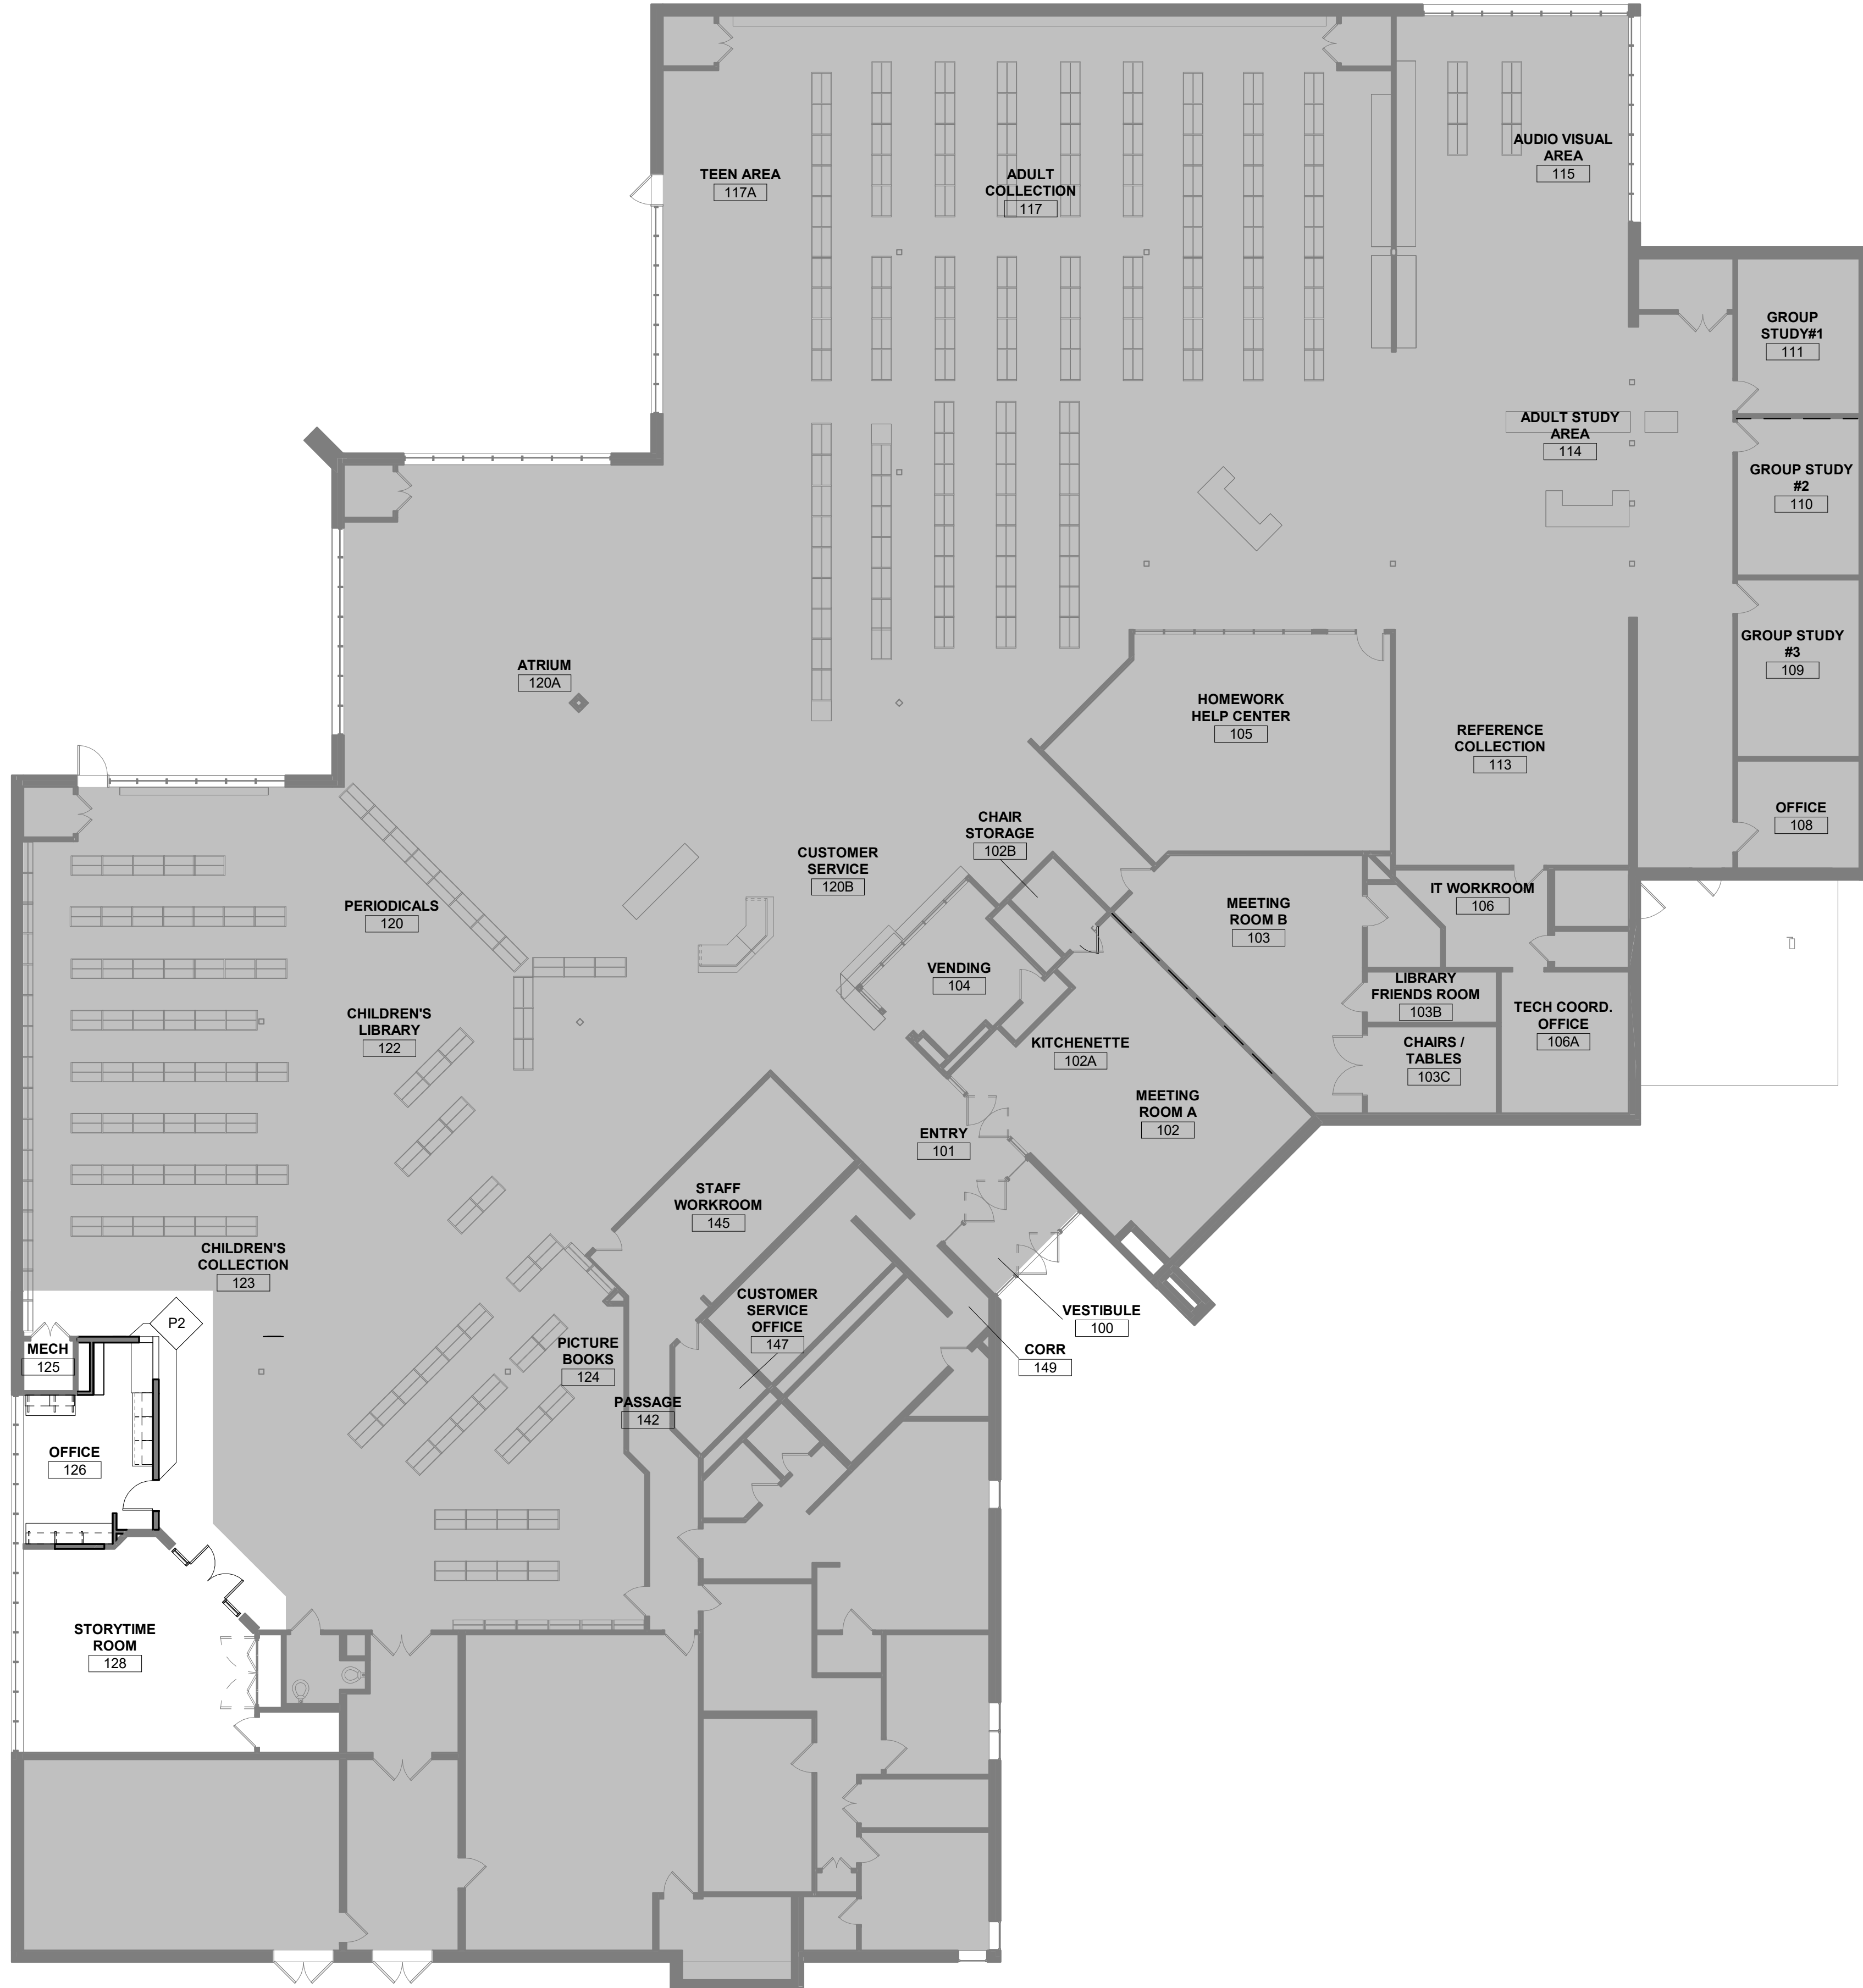 TEEN AREA
117A
ADULT
COLLECTION
117
AUDIO VISUAL
AREA
115
GROUP
STUDY#1
111
ADULT STUDY
AREA
114
GROUP STUDY
#2
110
GROUP STUDY
#3
109
ATRIUM
120A
HOMEWORK
HELP CENTER
105
REFERENCE
COLLECTION
113
OFFICE
108
CHAIR
STORAGE
102B
CUSTOMER
SERVICE
120B
PERIODICALS
120
MEETING
ROOM B
103
IT WORKROOM
106
VENDING
104
LIBRARY
FRIENDS ROOM
103B
TECH COORD.
OFFICE
106A
CHILDREN'S
LIBRARY
122
KITCHENETTE
102A
CHAIRS /
TABLES
103C
MEETING
ROOM A
102
ENTRY
101
STAFF
WORKROOM
145
CHILDREN'S
COLLECTION
123
CUSTOMER
SERVICE
OFFICE
147
VESTIBULE
100
P2
MECH
125
PICTURE
BOOKS
124
CORR
149
PASSAGE
142
OFFICE
126
STORYTIME
ROOM
128